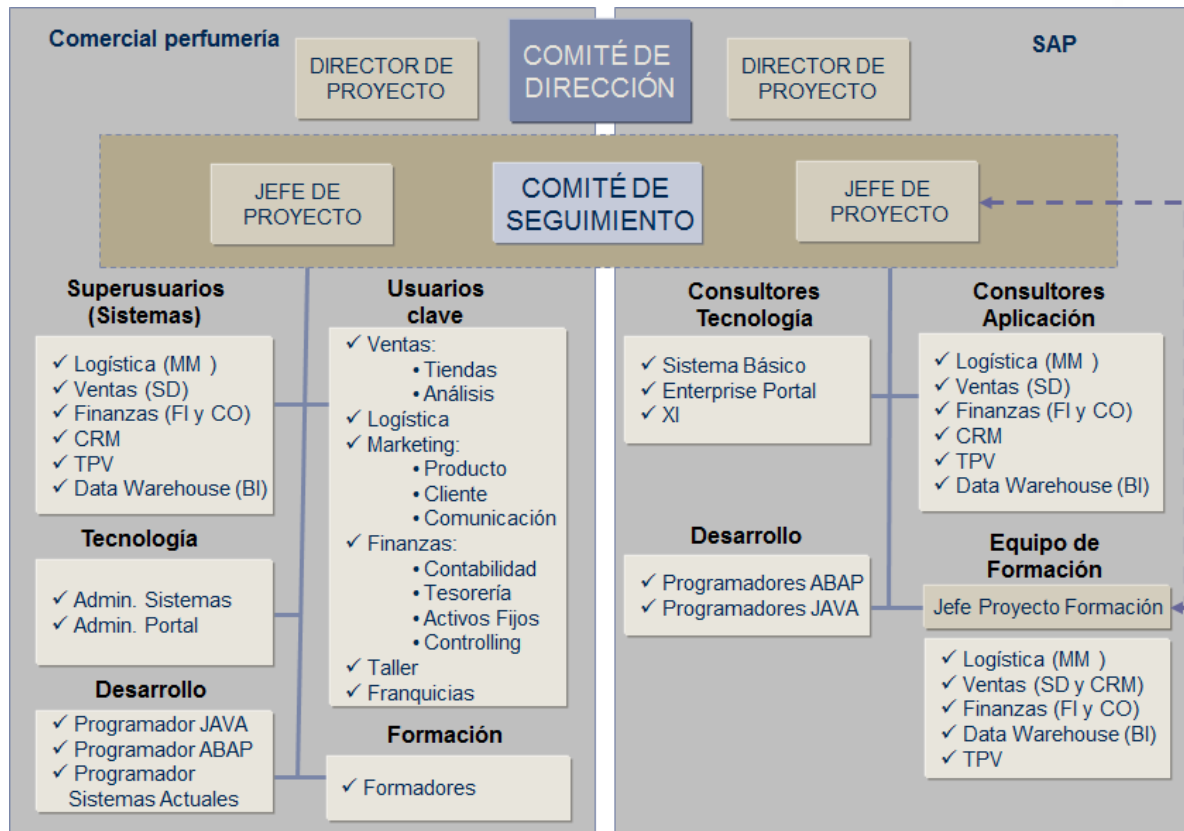 Comercial perfumería
COMITÉ DE
DIRECCIÓN
SAP
DIRECTOR DE
PROYECTO
DIRECTOR DE
PROYECTO
JEFE DE
PROYECTO
COMITÉ DE
SEGUIMIENTO
JEFE DE
PROYECTO
Superusuarios
(Sistemas)
✓ Logística (MM )
✓ Ventas (SD)
✓ Finanzas (FI y CO)
✓ CRM
✓ TPV
✓ Data Warehouse (BI)
Tecnología
✓ Admin. Sistemas
✓ Admin. Portal
Desarrollo
✓ Programador JAVA
✓ Programador ABAP
✓ Programador
Sistemas Actuales
Usuarios
clave
✓ Ventas:
• Tiendas
• Análisis
✓ Logística
✓ Marketing:
• Producto
• Cliente
• Comunicación
✓ Finanzas:
• Contabilidad
• Tesorería
• Activos Fijos
• Controlling
✓ Taller
✓ Franquicias
Formación
✓ Formadores
Consultores
Tecnología
✓ Sistema Básico
✓ Enterprise Portal
✓ XI
Desarrollo
✓ Programadores ABAP
✓ Programadores JAVA
Consultores
Aplicación
✓ Logística (MM )
✓ Ventas (SD)
✓ Finanzas (FI y CO)
✓ CRM
✓ TPV
✓ Data Warehouse (BI)
Equipo de
Formación
Jefe Proyecto Formación
✓ Logística (MM )
✓ Ventas (SD y CRM)
✓ Finanzas (FI y CO)
✓ Data Warehouse (BI)
✓ TPV